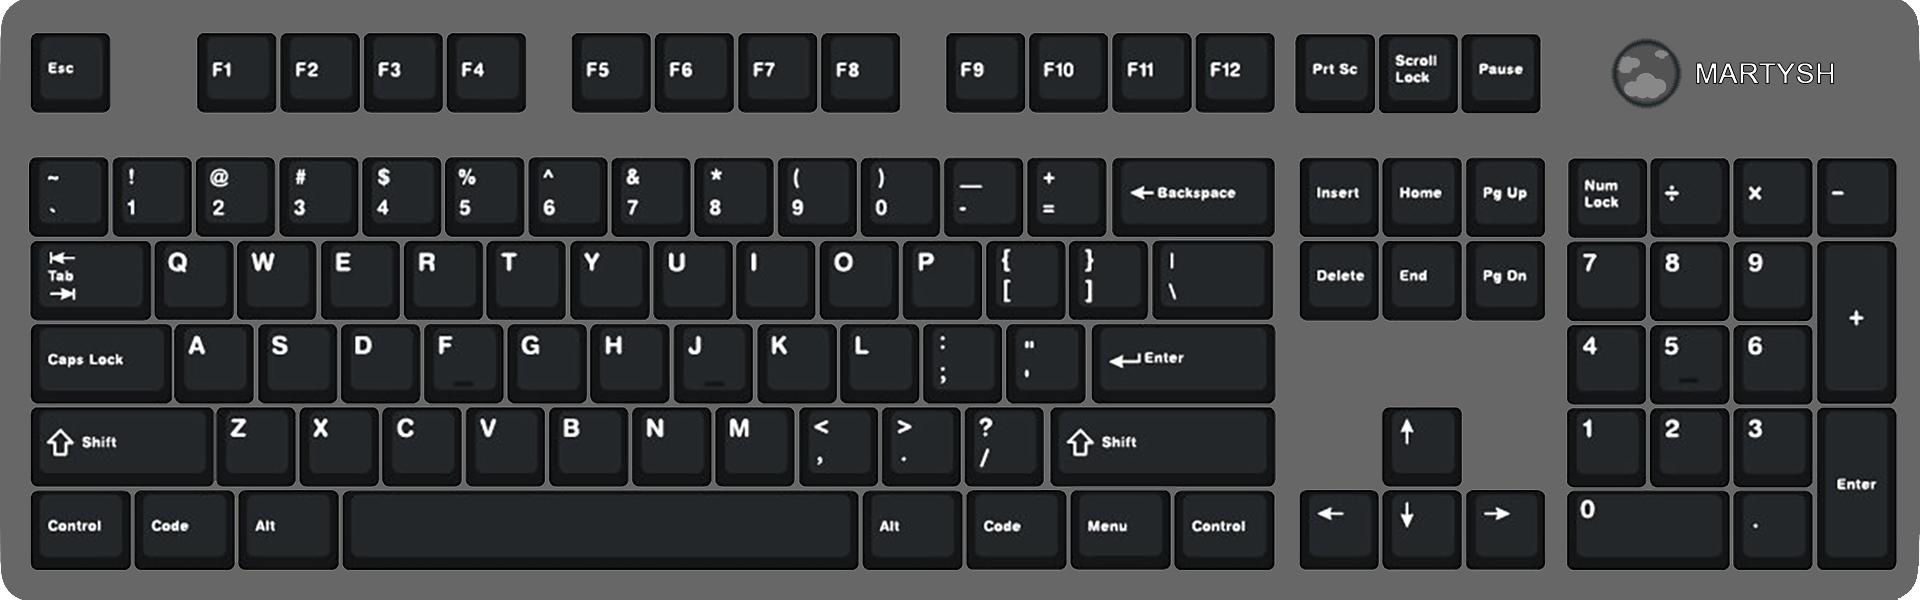 Esc F1 F2 F3 F4 F5 F6 F7 F8 F9 F10 F11 F12 Prt Sc Scroll Lock Pause MARTYSH
~ ! @ # $ % ^ & * ( ) — +
` 1 2 3 4 5 6 7 8 9 0 - = ← Backspace Insert Home Pg Up Num Lock ÷ × −
⇤ Tab ⇥ Q W E R T Y U I O P { [ } ] | \ Delete End Pg Dn 7 8 9 +
Caps Lock A S D F G H J K L : ; " ' ↵ Enter 4 5 6
⇧ Shift Z X C V B N M < , > . ? / ⇧ Shift ↑ 1 2 3 Enter
Control Code Alt Alt Code Menu Control ← ↓ → 0 .